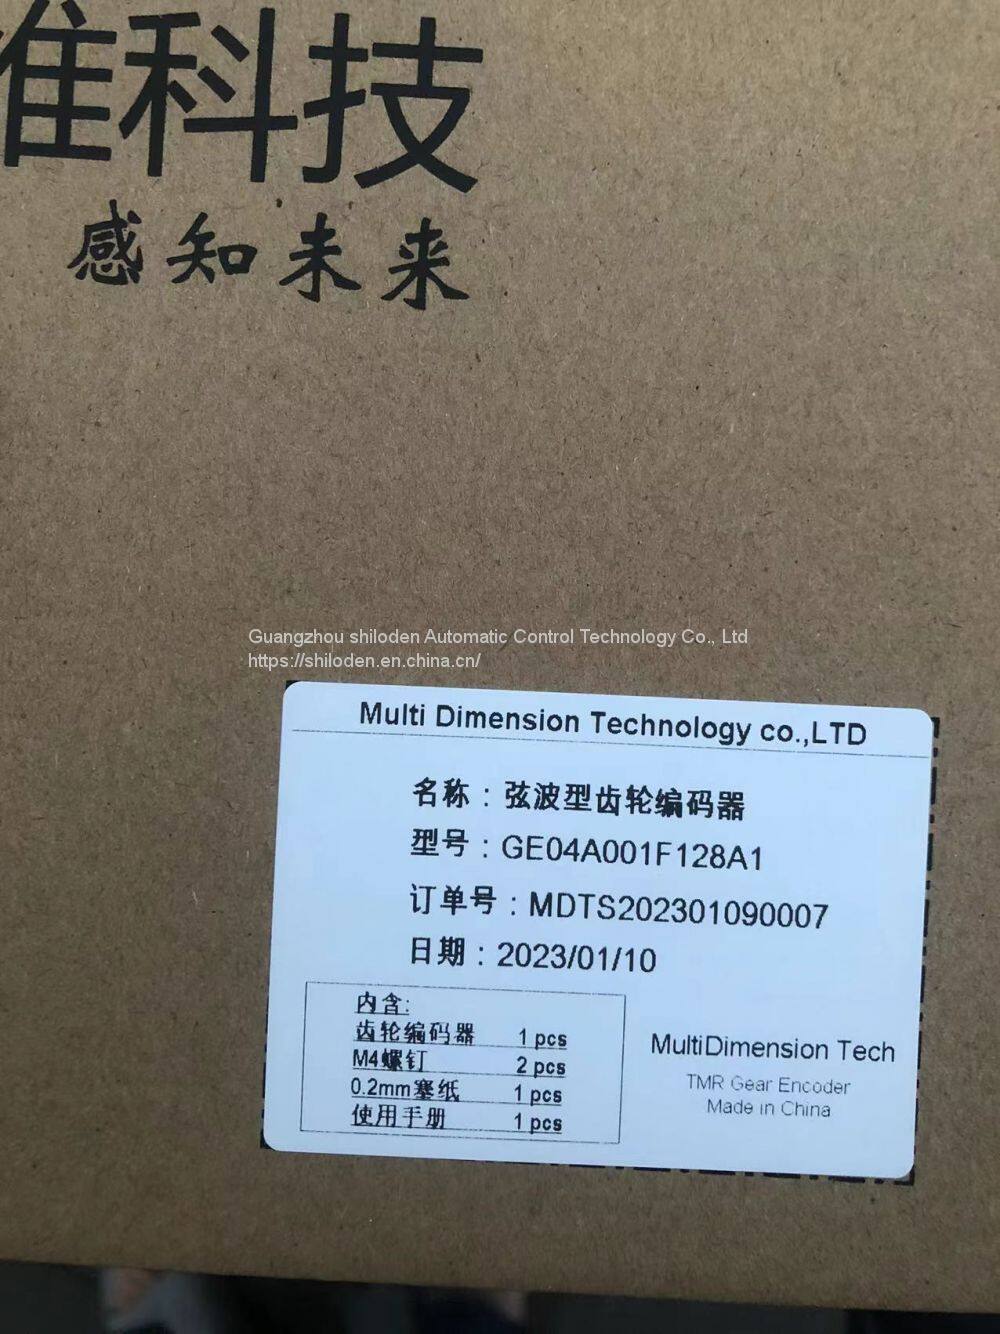 准科技
感知未来
Guangzhou shiloden Automatic Control Technology Co., Ltd
https://shiloden.en.china.cn/
Multi Dimension Technology co.,LTD
名称：弦波型齿轮编码器
型号：GE04A001F128A1
订单号：MDTS202301090007
日期：2023/01/10
内含:
齿轮编码器 1 pcs
M4螺钉 2 pcs
0.2mm塞纸 1 pcs
使用手册 1 pcs
MultiDimension Tech
TMR Gear Encoder
Made in China